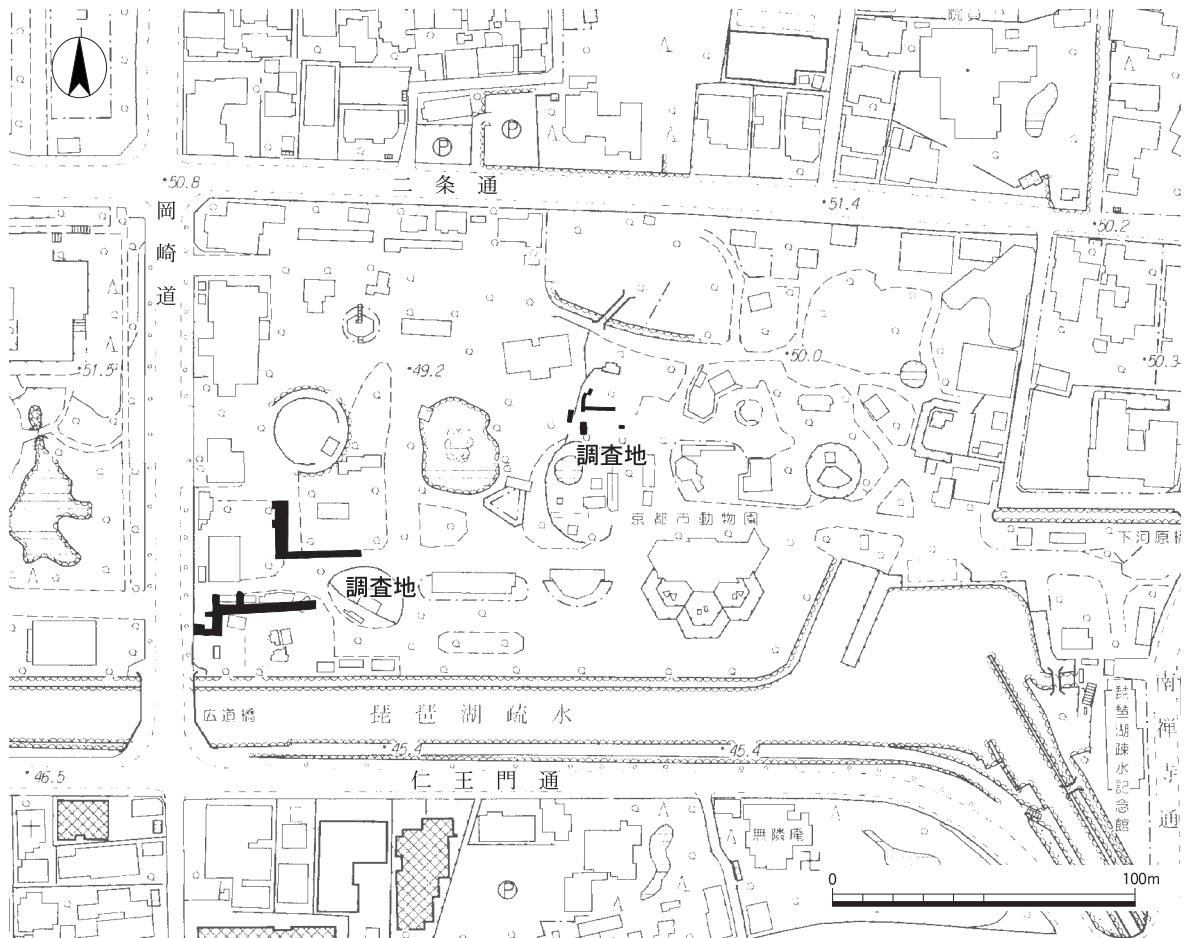 院賓
P
P
50.8
二条通
51.4
50.2
岡崎道
51.5
49.2
50.0
50.3
調査地
京都市動物園
下河原橋
調査地
広道橋
琵琶湖疏水
45.4
45.4
46.5
仁王門通
琵琶湖疎水記念館
南禅寺通
無隣庵
P
0
100m